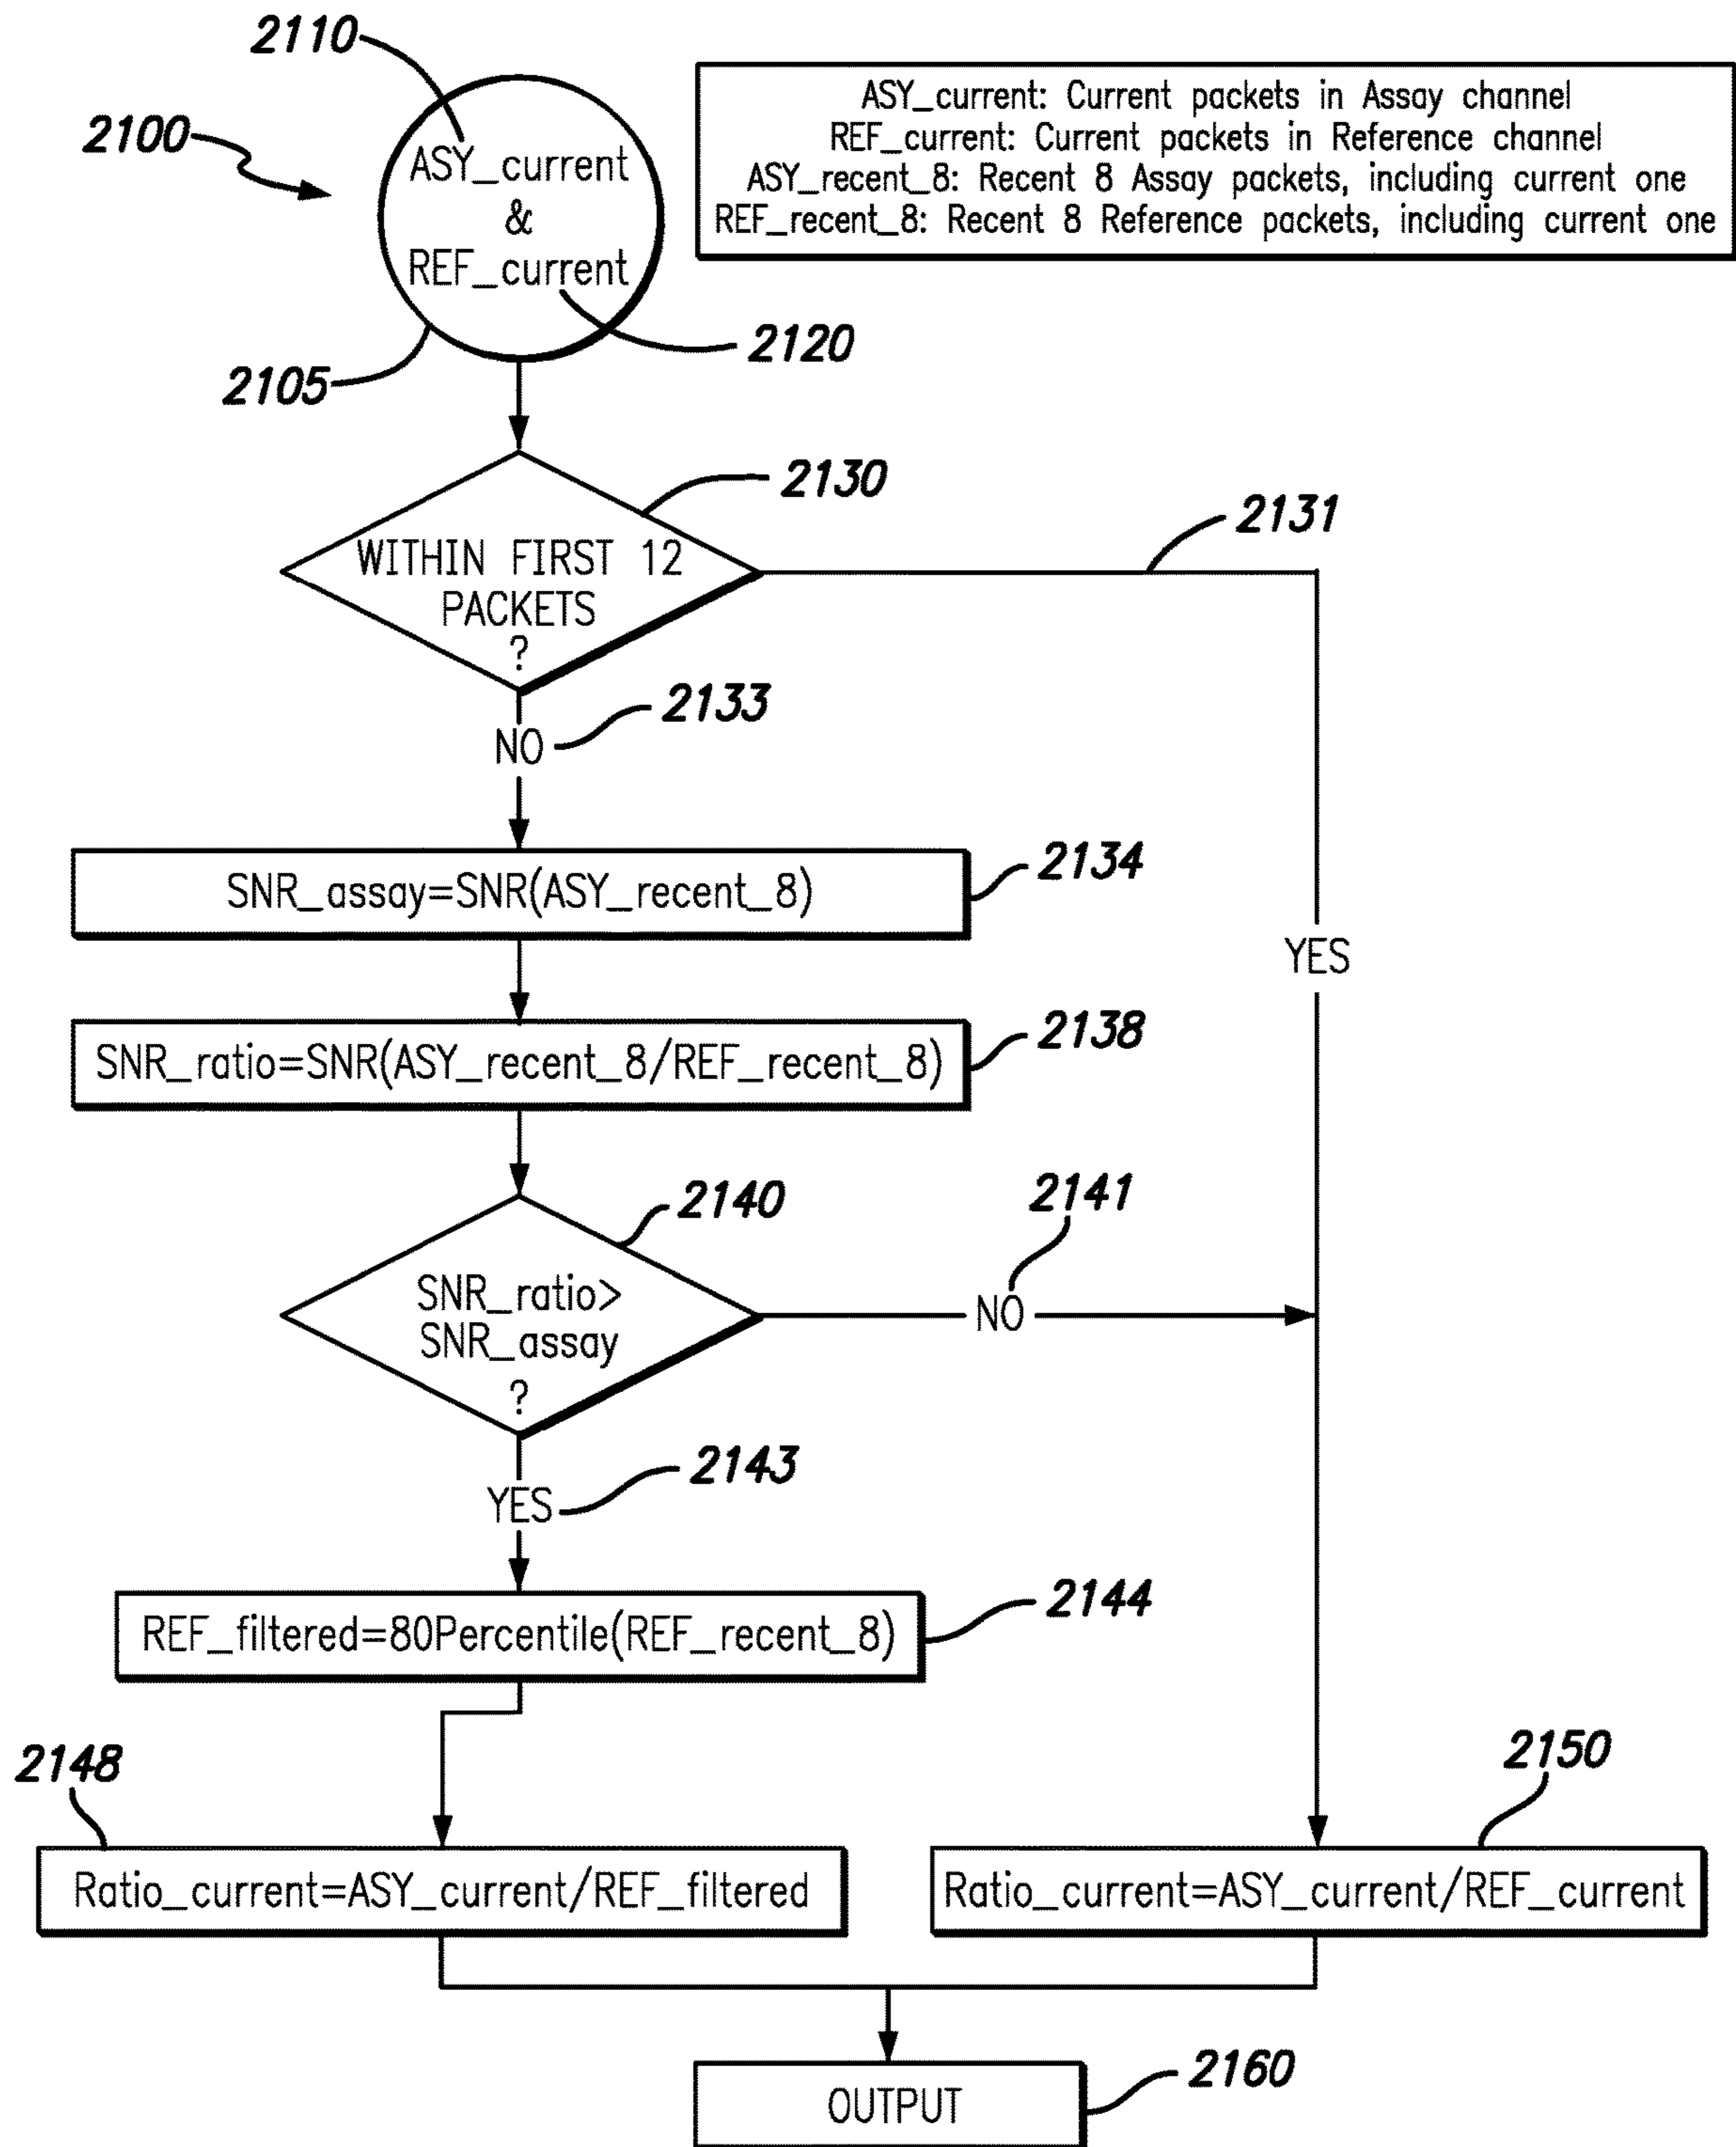 2110
2100
ASY_current
&
REF_current
2120
2105
ASY_current: Current packets in Assay channel
REF_current: Current packets in Reference channel
ASY_recent_8: Recent 8 Assay packets, including current one
REF_recent_8: Recent 8 Reference packets, including current one
2130
2131
WITHIN FIRST 12
PACKETS
?
2133
NO
2134
SNR_assay=SNR(ASY_recent_8)
YES
2138
SNR_ratio=SNR(ASY_recent_8/REF_recent_8)
2140
2141
SNR_ratio>
SNR_assay
?
NO
2143
YES
2144
REF_filtered=80Percentile(REF_recent_8)
2148
2150
Ratio_current=ASY_current/REF_filtered
Ratio_current=ASY_current/REF_current
2160
OUTPUT